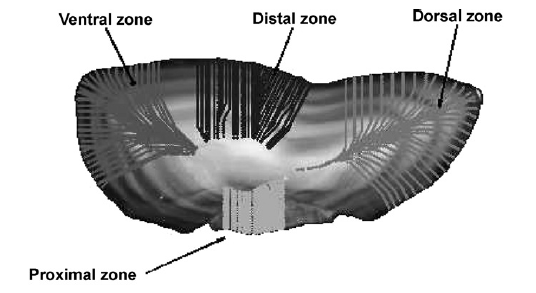 Ventral zone
Distal zone
Dorsal zone
Proximal zone